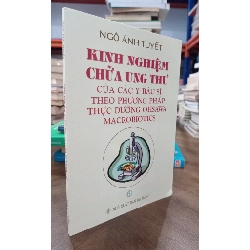 NGÔ ÁNH TUYẾT
KINH NGHIỆM
CHỮA UNG THƯ
CỦA CÁC Y BÁC SĨ
THEO PHƯƠNG PHÁP
THỰC DƯỠNG OHSAWA
MACROBIOTICS